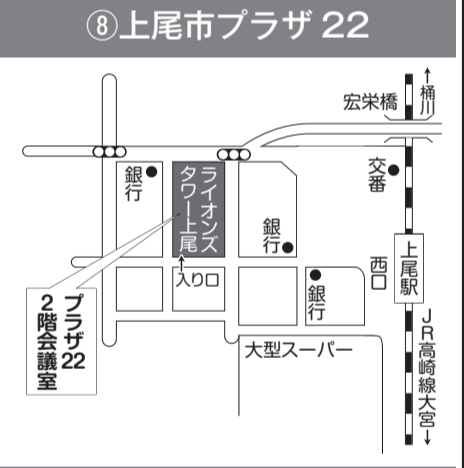 ⑧上尾市プラザ22
↑桶川
宏栄橋
交番
銀行
ライオンズ
タワー上尾
銀行
上尾駅
西口
↑
入り口
銀行
プラザ22
2階会議室
大型スーパー
JR高崎線大宮↓